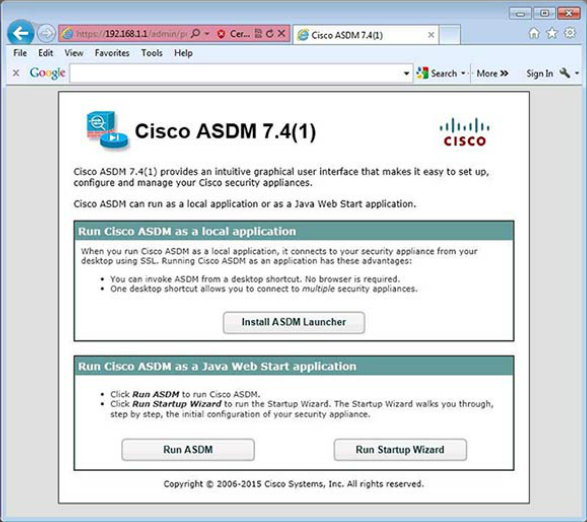 https://192.168.1.1/admin/pu
Cer...
Cisco ASDM 7.4(1)
File Edit View Favorites Tools Help
Google
Search
More »
Sign In
Cisco ASDM 7.4(1)
CISCO
Cisco ASDM 7.4(1) provides an intuitive graphical user interface that makes it easy to set up,
configure and manage your Cisco security appliances.
Cisco ASDM can run as a local application or as a Java Web Start application.
Run Cisco ASDM as a local application
When you run Cisco ASDM as a local application, it connects to your security appliance from your
desktop using SSL. Running Cisco ASDM as an application has these advantages:
• You can invoke ASDM from a desktop shortcut. No browser is required.
• One desktop shortcut allows you to connect to multiple security appliances.
Install ASDM Launcher
Run Cisco ASDM as a Java Web Start application
• Click Run ASDM to run Cisco ASDM.
• Click Run Startup Wizard to run the Startup Wizard. The Startup Wizard walks you through,
step by step, the initial configuration of your security appliance.
Run ASDM
Run Startup Wizard
Copyright © 2006-2015 Cisco Systems, Inc. All rights reserved.